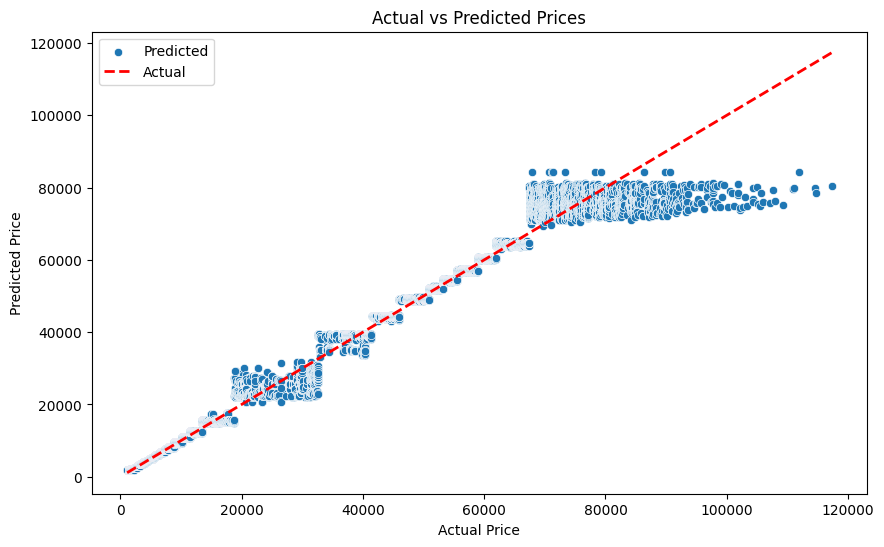 Actual vs Predicted Prices
Predicted
Actual
120000
100000
80000
60000
40000
20000
0
Predicted Price
0 20000 40000 60000 80000 100000 120000
Actual Price